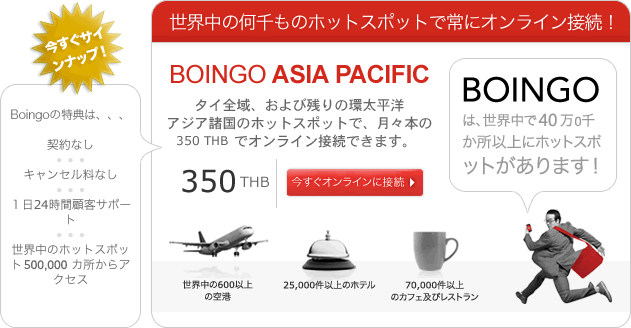 今すぐサイ
ンナップ！
Boingoの特典は、、、
契約なし
キャンセル料なし
１日24時間顧客サポー
ト
世界中のホットスポッ
ト500,000 カ所からア
クセス
世界中の何千ものホットスポットで常にオンライン接続！
BOINGO ASIA PACIFIC
タイ全域、および残りの環太平洋
アジア諸国のホットスポットで、月々本の
350 THB でオンライン接続できます。
350 THB
今すぐオンラインに接続
BOINGO
は、世界中で40万0千
か所以上にホットスポ
ットがあります！
世界中の600以上
の空港
25,000件以上のホテル
70,000件以上
のカフェ及びレストラン